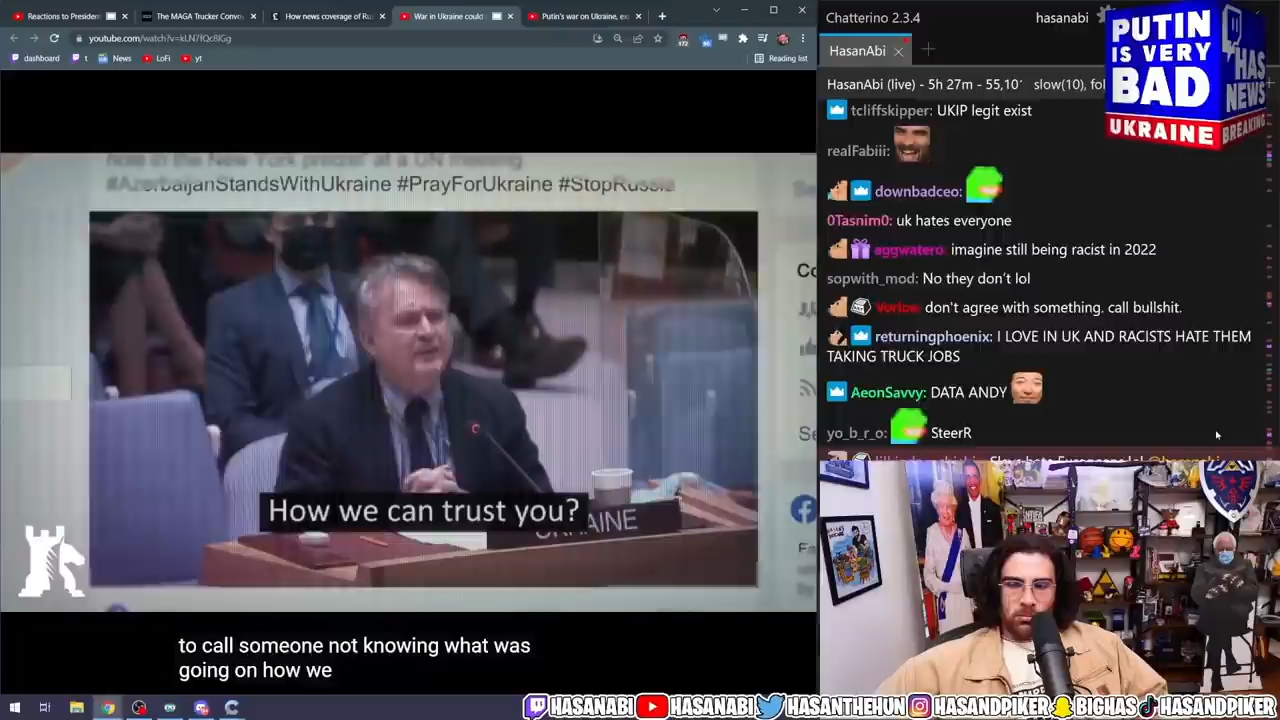 Reactions to Presiden
The MAGA Trucker Convo
How news coverage of Ru
War in Ukraine could
Putin's war on Ukraine, ex
youtube.com/watch?v=kLN7fQc8lGg
dashboard
t
News
LoFi
yt
Reading list
#AzerbaijanStandsWithUkraine #PrayForUkraine #StopRussia
How we can trust you?
UKRAINE
to call someone not knowing what was
going on how we
Chatterino 2.3.4
hasanabi
HasanAbi
HasanAbi (live) - 5h 27m - 55,10
slow(10), fol
PUTIN
IS VERY
BAD
UKRAINE
HAS
NEWS
BREAKING
tcliffskipper: UKIP legit exist
realFabiii:
downbadceo:
0Tasnim0: uk hates everyone
aggwatero: imagine still being racist in 2022
sopwith_mod: No they don't lol
Vorloe: don't agree with something. call bullshit.
returningphoenix: I LOVE IN UK AND RACISTS HATE THEM
TAKING TRUCK JOBS
AeonSavvy: DATA ANDY
yo_b_r_o: SteerR
HASANABI
HASANABI
HASANTHEHUN
HASANDPIKER
BIGHAS
HASANDPIKER